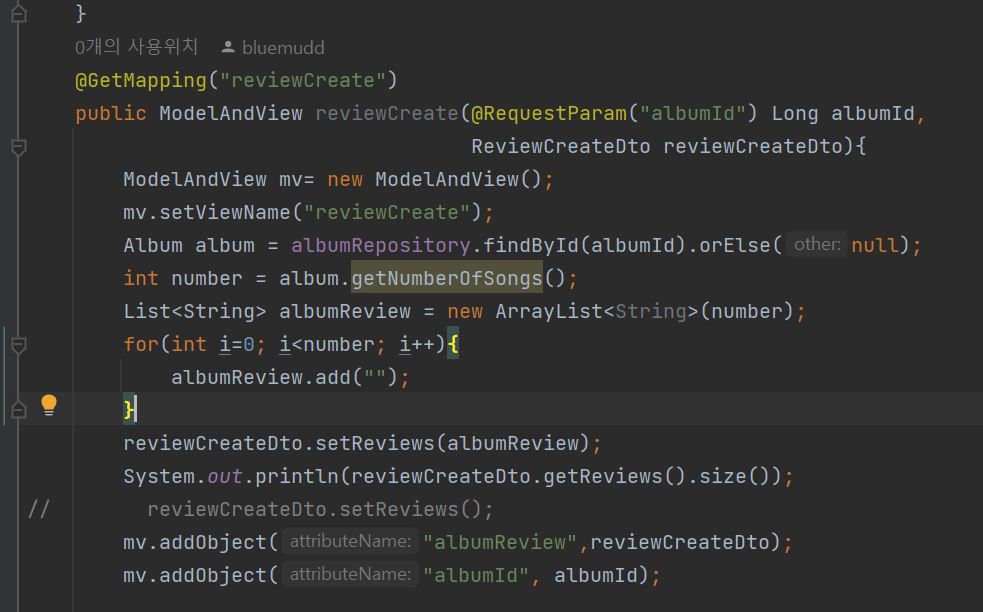 }
0개의 사용위치 bluemudd
@GetMapping("reviewCreate")
public ModelAndView reviewCreate(@RequestParam("albumId") Long albumId,
ReviewCreateDto reviewCreateDto){
ModelAndView mv= new ModelAndView();
mv.setViewName("reviewCreate");
Album album = albumRepository.findById(albumId).orElse( other: null);
int number = album.getNumberOfSongs();
List<String> albumReview = new ArrayList<String>(number);
for(int i=0; i<number; i++){
albumReview.add("");
}
reviewCreateDto.setReviews(albumReview);
System.out.println(reviewCreateDto.getReviews().size());
// reviewCreateDto.setReviews();
mv.addObject( attributeName: "albumReview",reviewCreateDto);
mv.addObject( attributeName: "albumId", albumId);